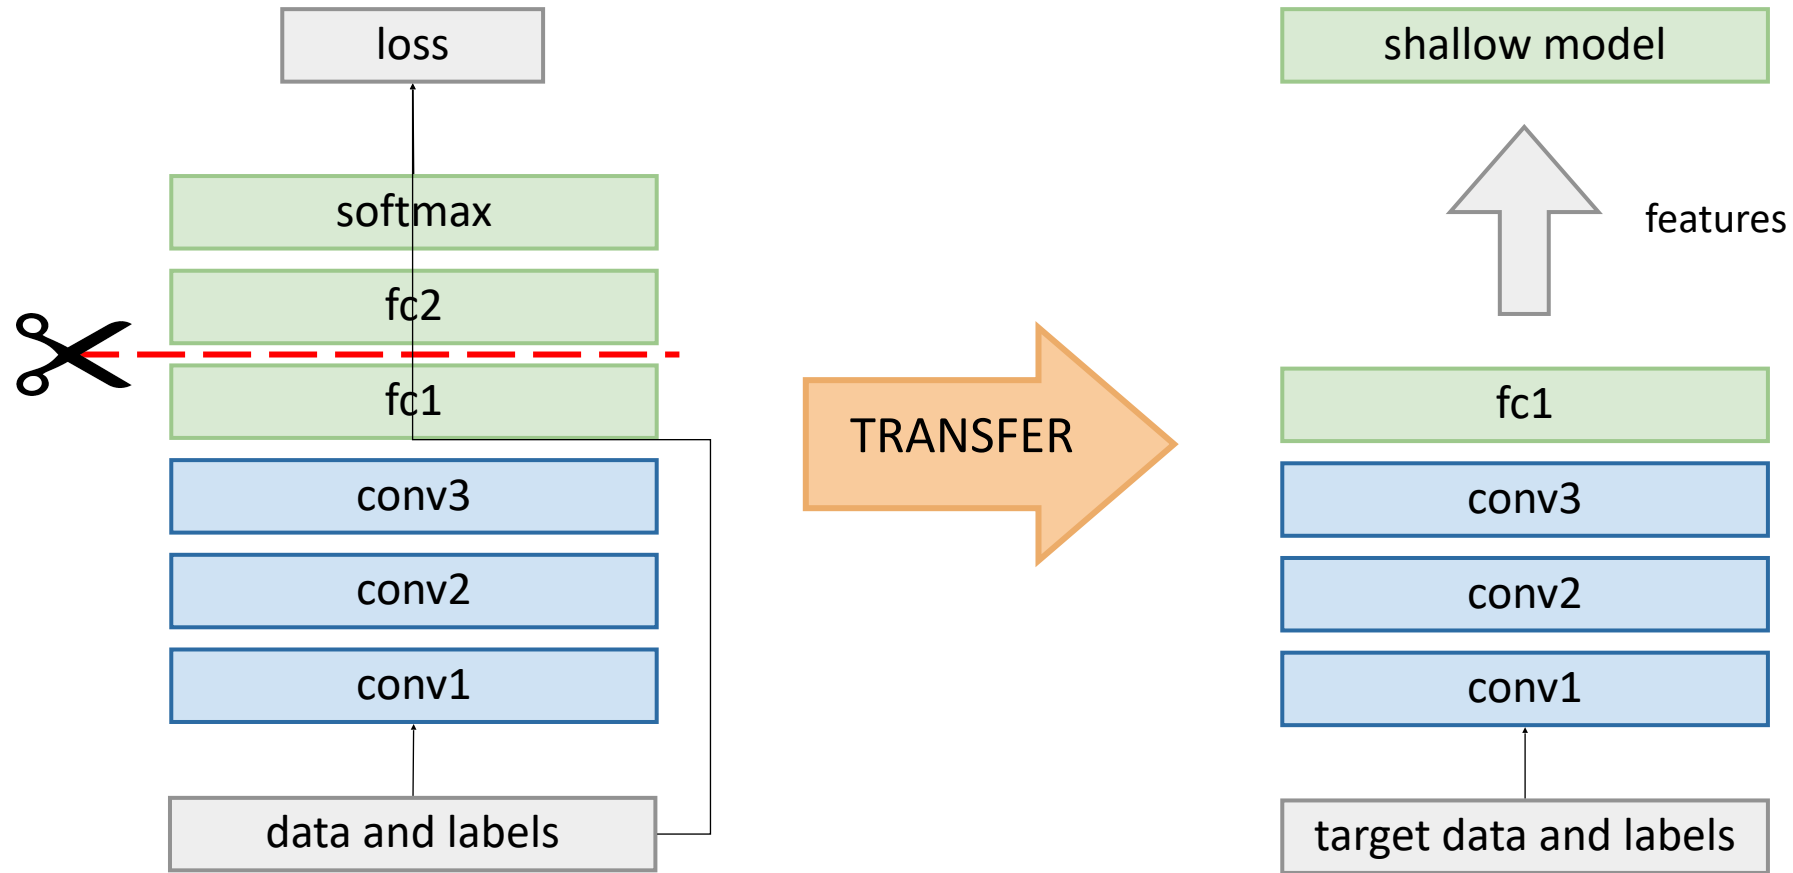 loss
softmax
fc2
fc1
conv3
conv2
conv1
data and labels
TRANSFER
shallow model
features
fc1
conv3
conv2
conv1
target data and labels